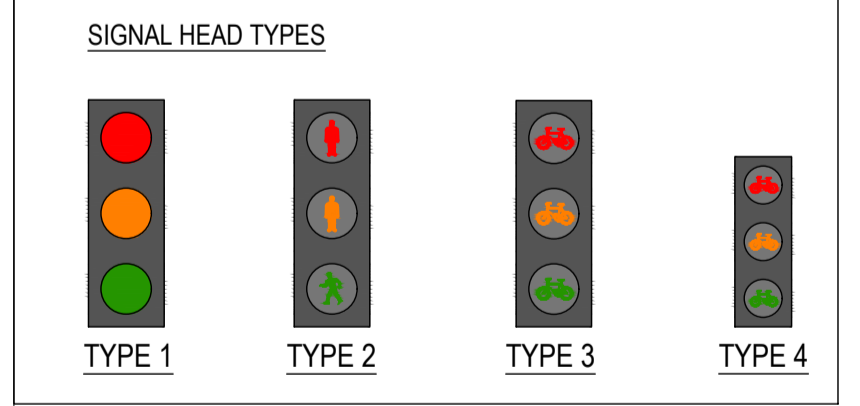 SIGNAL HEAD TYPES
TYPE 1 TYPE 2 TYPE 3 TYPE 4